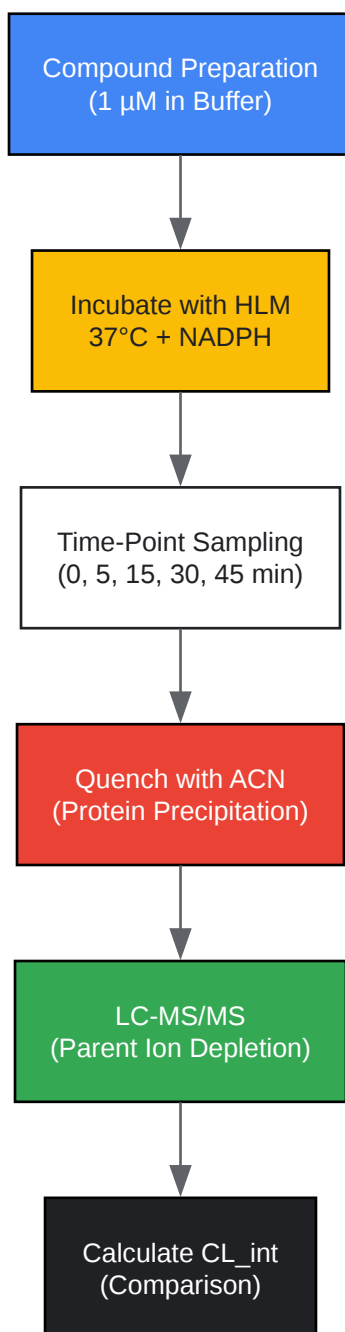 Compound Preparation
(1 µM in Buffer)
Incubate with HLM
37°C + NADPH
Time-Point Sampling
(0, 5, 15, 30, 45 min)
Quench with ACN
(Protein Precipitation)
LC-MS/MS
(Parent Ion Depletion)
Calculate CL_int
(Comparison)